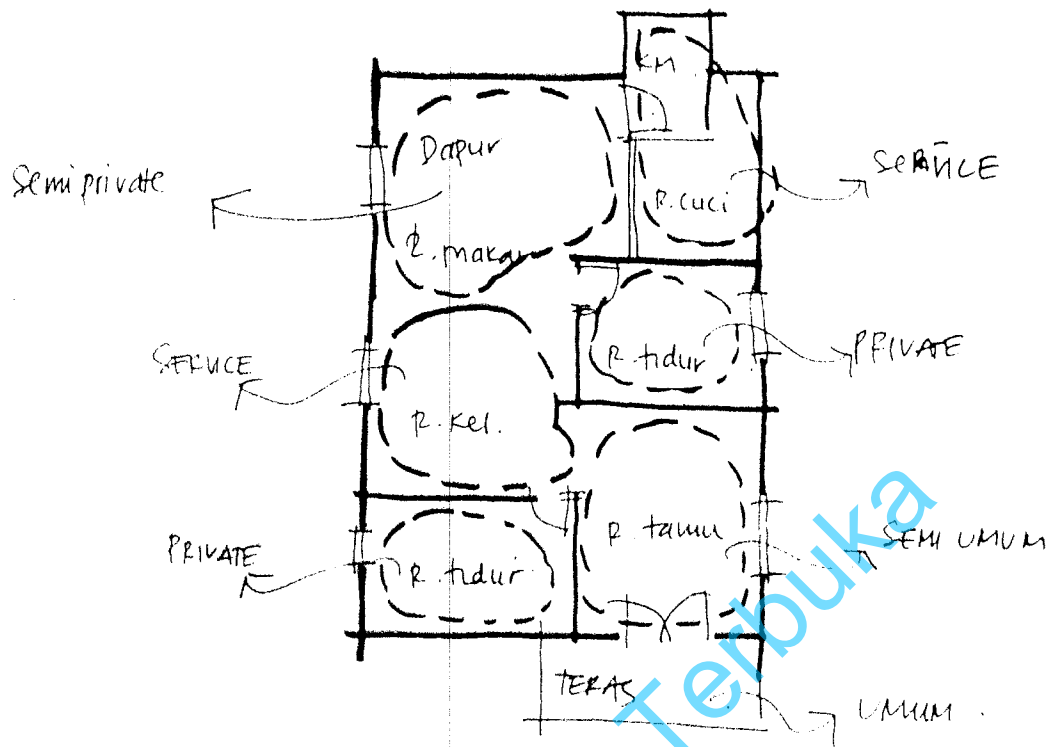 KM
Dapur
Semi private
SERVICE
R. cuci
R. makan
SERVICE
R. tidur
PRIVATE
R. Kel.
PRIVATE
R. tidur
R. tamu
SEMI UMUM
TERAS
UMUM.
Terbuka